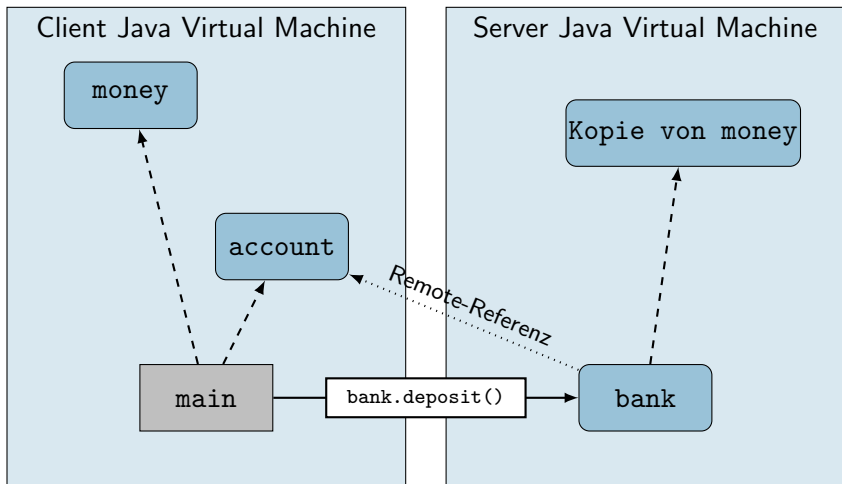 Client Java Virtual Machine
Server Java Virtual Machine
money
Kopie von money
account
Remote-Referenz
main
bank.deposit()
bank